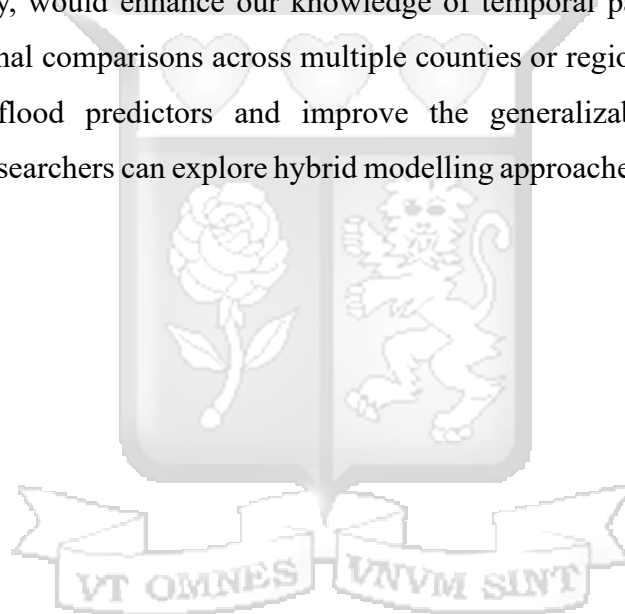 y, would enhance our knowledge of temporal pa
nal comparisons across multiple counties or regio
flood predictors and improve the generalizab
searchers can explore hybrid modelling approache
VT OMNES VNVM SINT